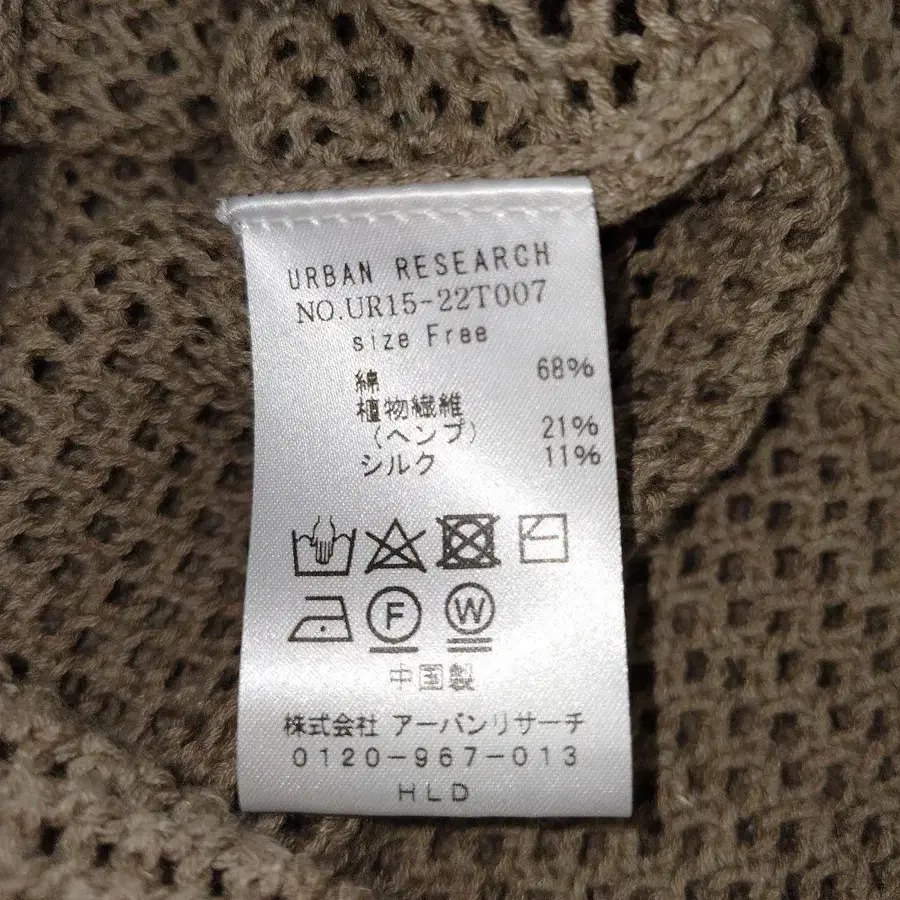 URBAN RESEARCH
NO.UR15-22T007
size Free
綿 68%
植物繊維
(ヘンプ) 21%
シルク 11%
F W
中国製
株式会社 アーバンリサーチ
0120-967-013
HLD